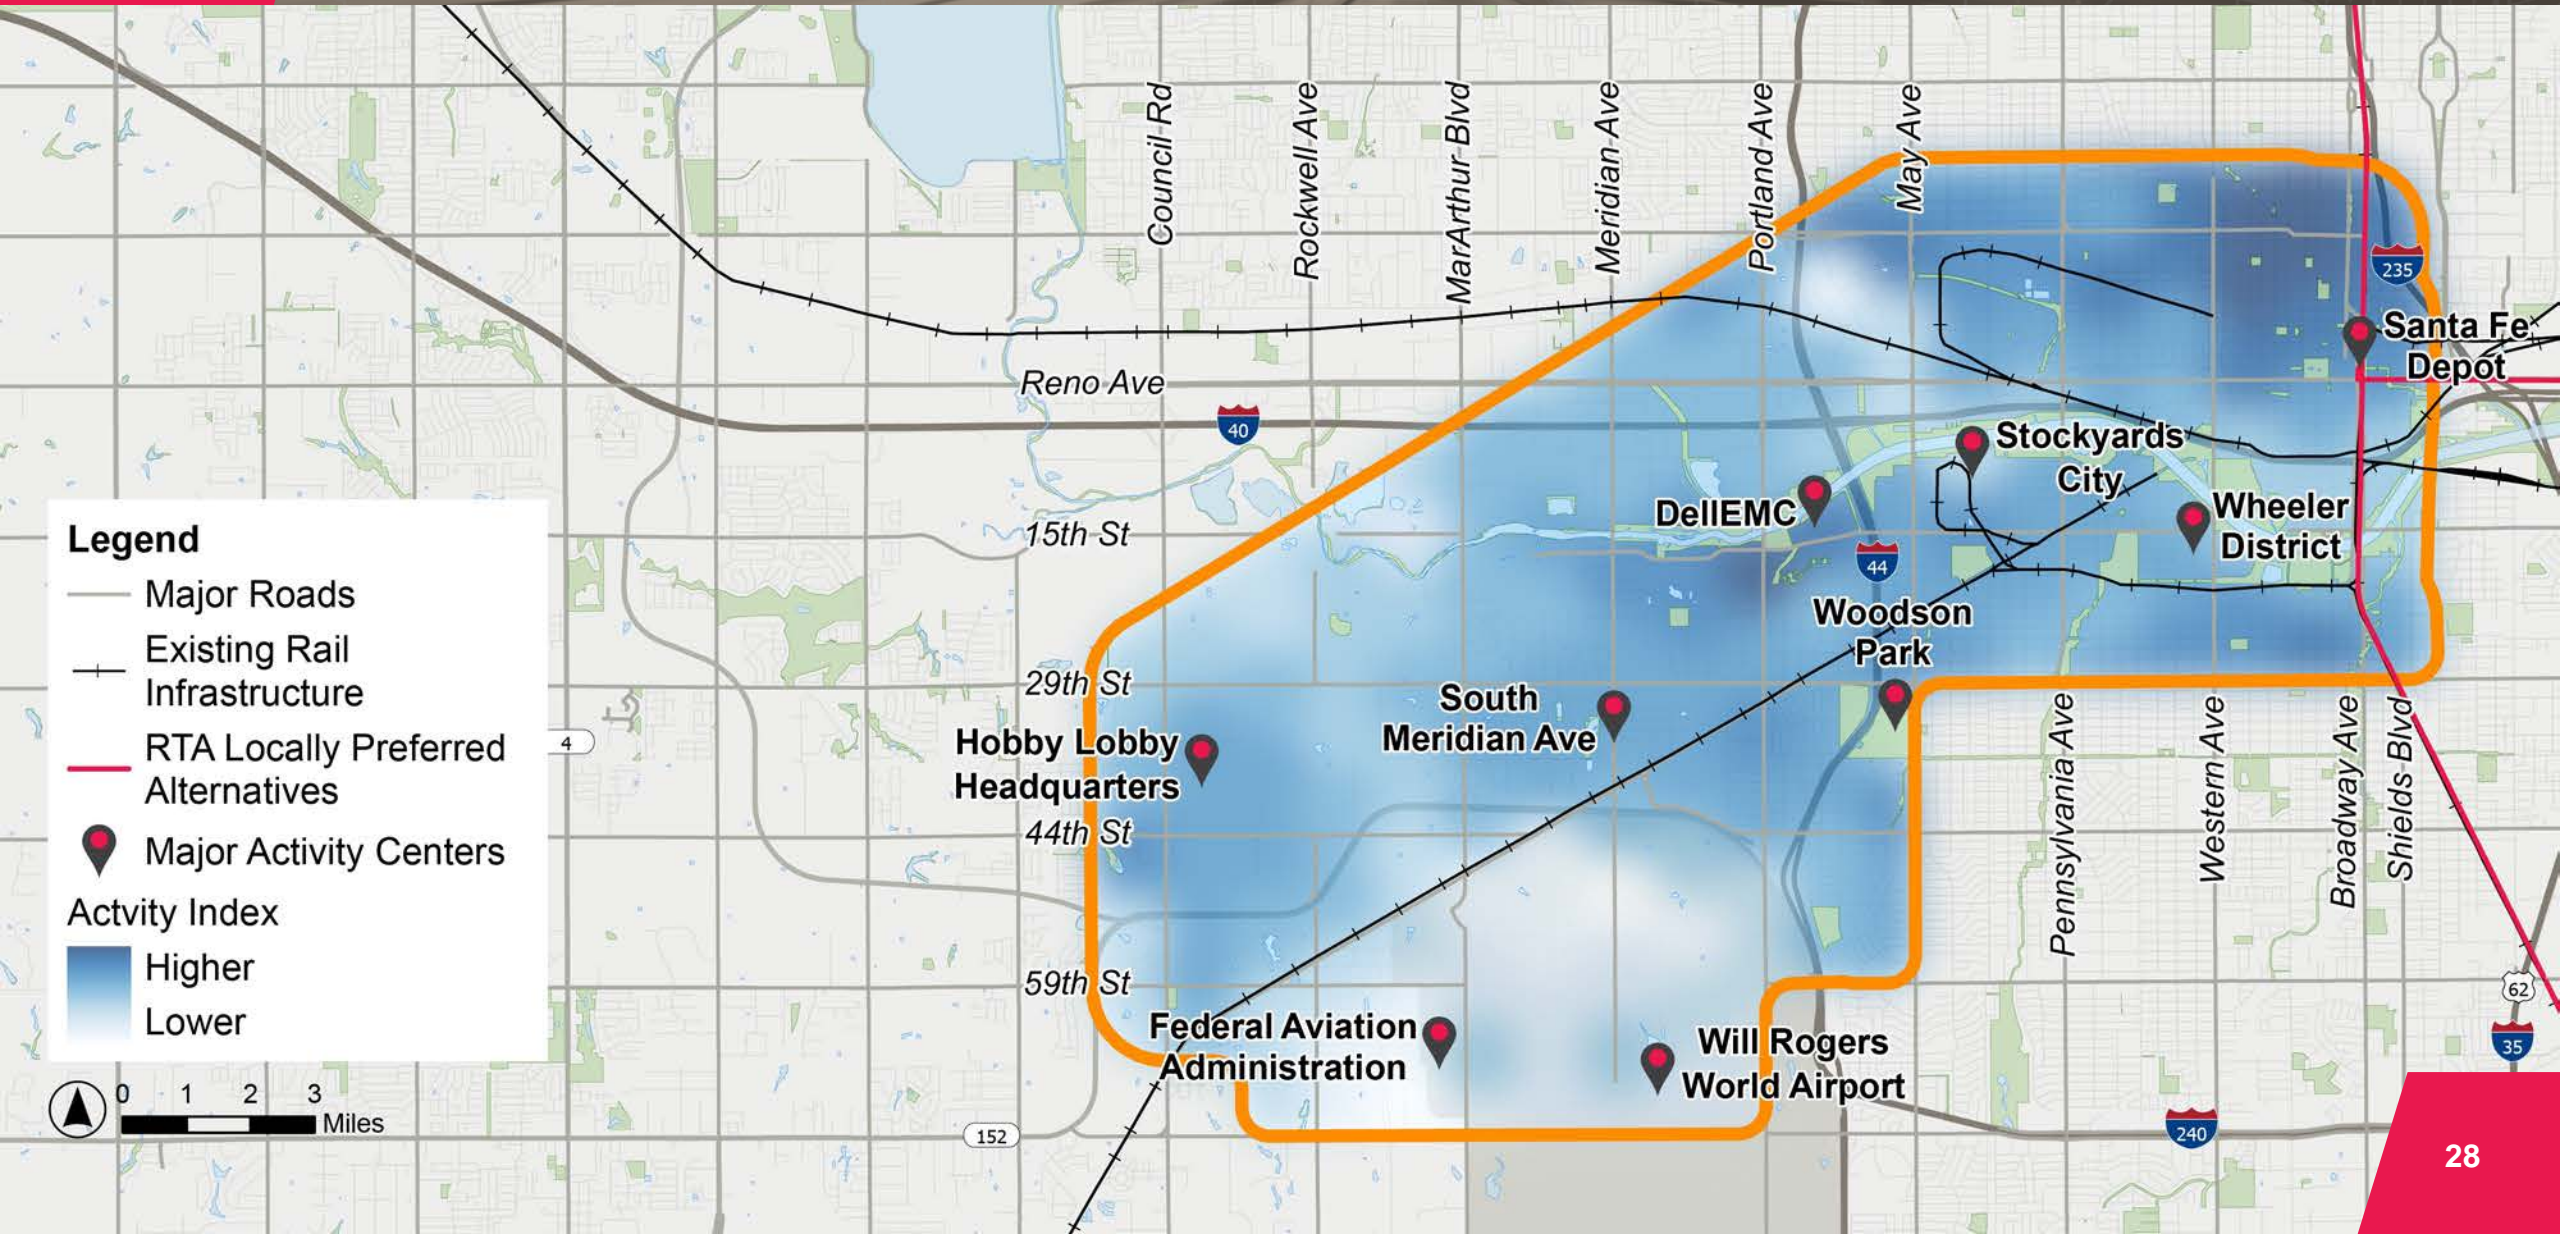 Council Rd
Rockwell Ave
MarArthur Blvd
Meridian Ave
Portland Ave
May Ave
235
Santa Fe
Depot
Reno Ave
40
Stockyards
City
DellEMC
Wheeler
District
15th St
44
Woodson
Park
29th St
South
Meridian Ave
Hobby Lobby
Headquarters
44th St
4
Pennsylvania Ave
Western Ave
Broadway Ave
Shields Blvd
59th St
62
35
Federal Aviation
Administration
Will Rogers
World Airport
152
240
Legend
Major Roads
Existing Rail
Infrastructure
RTA Locally Preferred
Alternatives
Major Activity Centers
Actvity Index
Higher
Lower
0 1 2 3
Miles
28